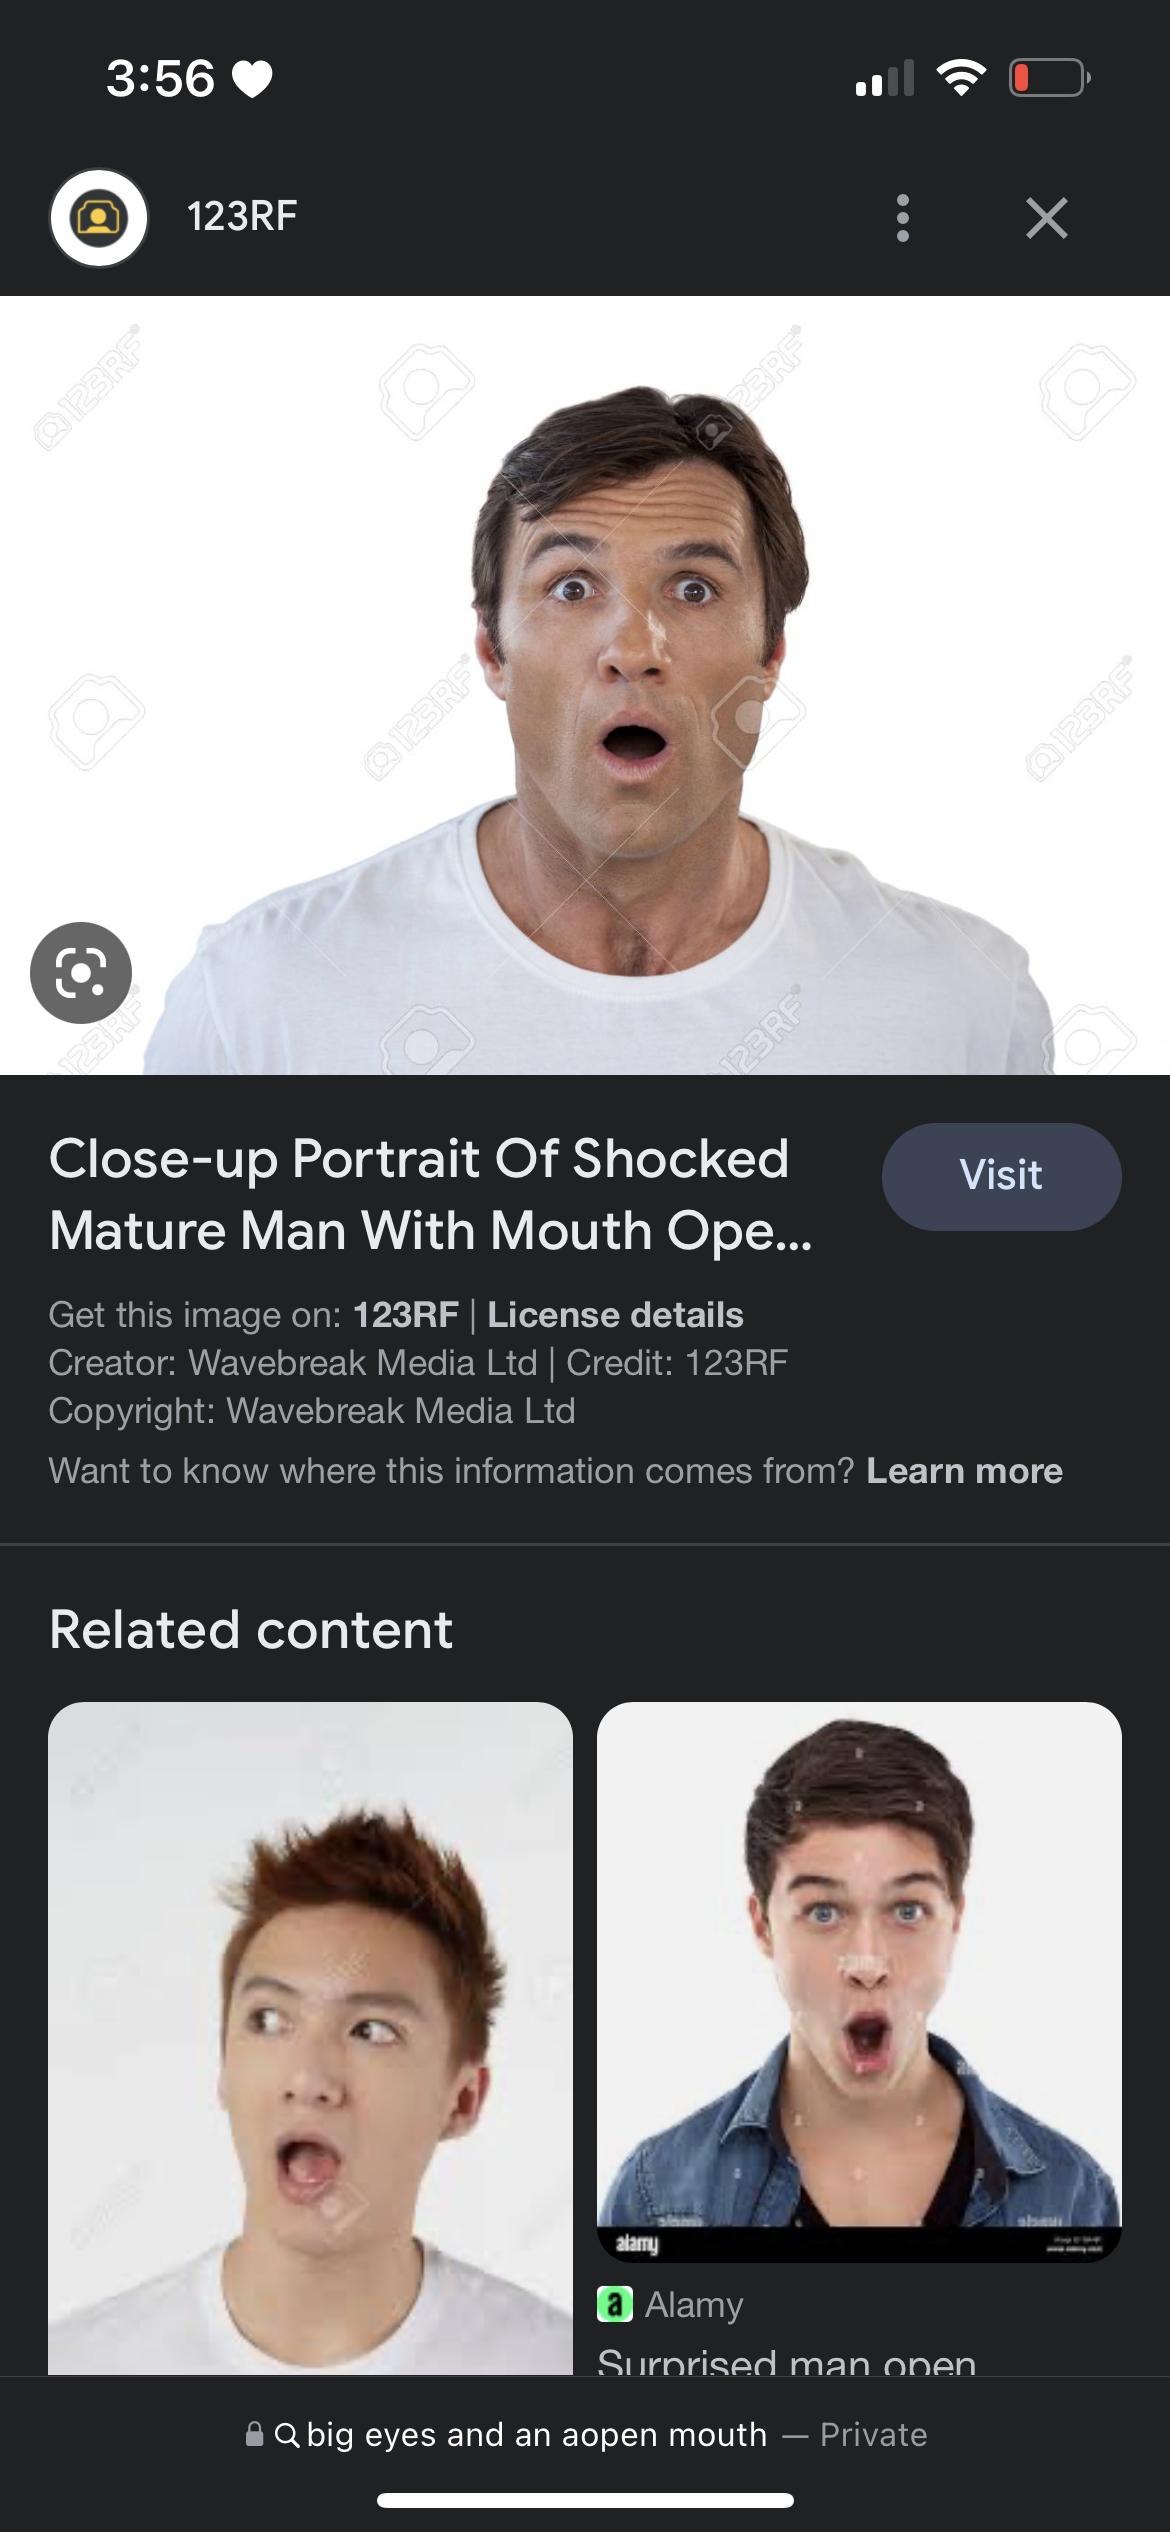 3:56
123RF
@123RF
@123RF
@123RF
@123RF
123RF
123RF
Close-up Portrait Of Shocked
Mature Man With Mouth Ope...
Visit
Get this image on: 123RF | License details
Creator: Wavebreak Media Ltd | Credit: 123RF
Copyright: Wavebreak Media Ltd
Want to know where this information comes from? Learn more
Related content
alamy
a Alamy
Surprised man open
big eyes and an aopen mouth — Private